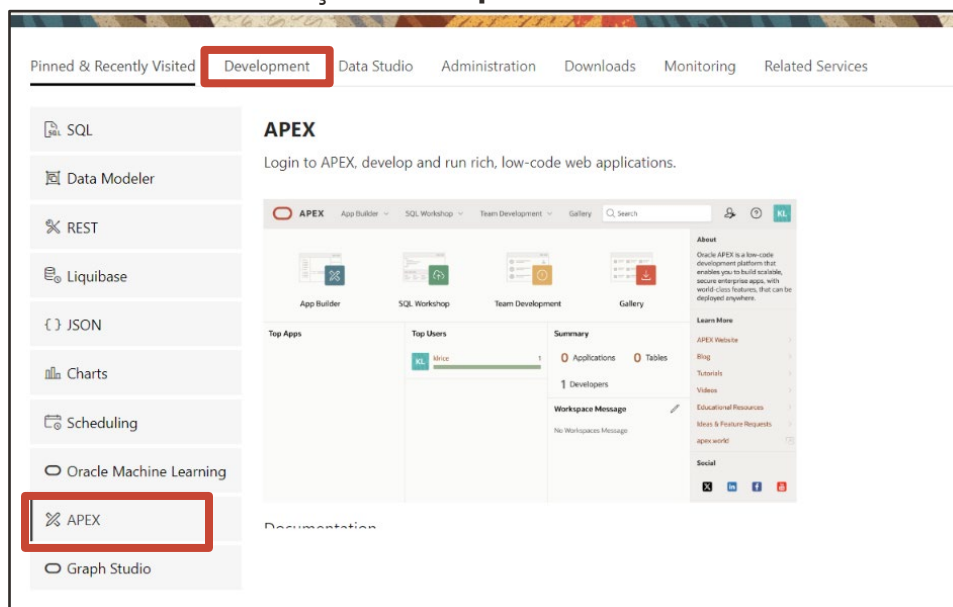 Pinned & Recently Visited Development Data Studio Administration Downloads Monitoring Related Services
SQL
Data Modeler
REST
Liquibase
JSON
Charts
Scheduling
Oracle Machine Learning
APEX
Graph Studio
APEX
Login to APEX, develop and run rich, low-code web applications.
APEX App Builder SQL Workshop Team Development Gallery Search KL
App Builder SQL Workshop Team Development Gallery
Top Apps
Top Users
KL klrice 1
Summary
0 Applications 0 Tables
1 Developers
Workspace Message
No Workspaces Message
About
Oracle APEX is a low-code
development platform that
enables you to build scalable,
secure enterprise apps, with
world-class features, that can be
deployed anywhere.
Learn More
APEX Website
Blog
Tutorials
Videos
Educational Resources
Ideas & Feature Requests
apex.world
Social
Documentation